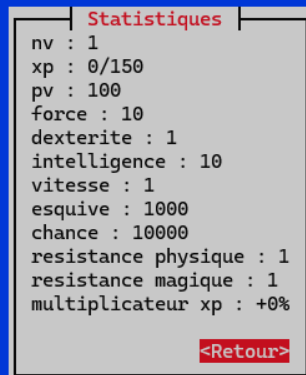 Statistiques
nv : 1
xp : 0/150
pv : 100
force : 10
dexterite : 1
intelligence : 10
vitesse : 1
esquive : 1000
chance : 10000
resistance physique : 1
resistance magique : 1
multiplicateur xp : +0%
<Retour>